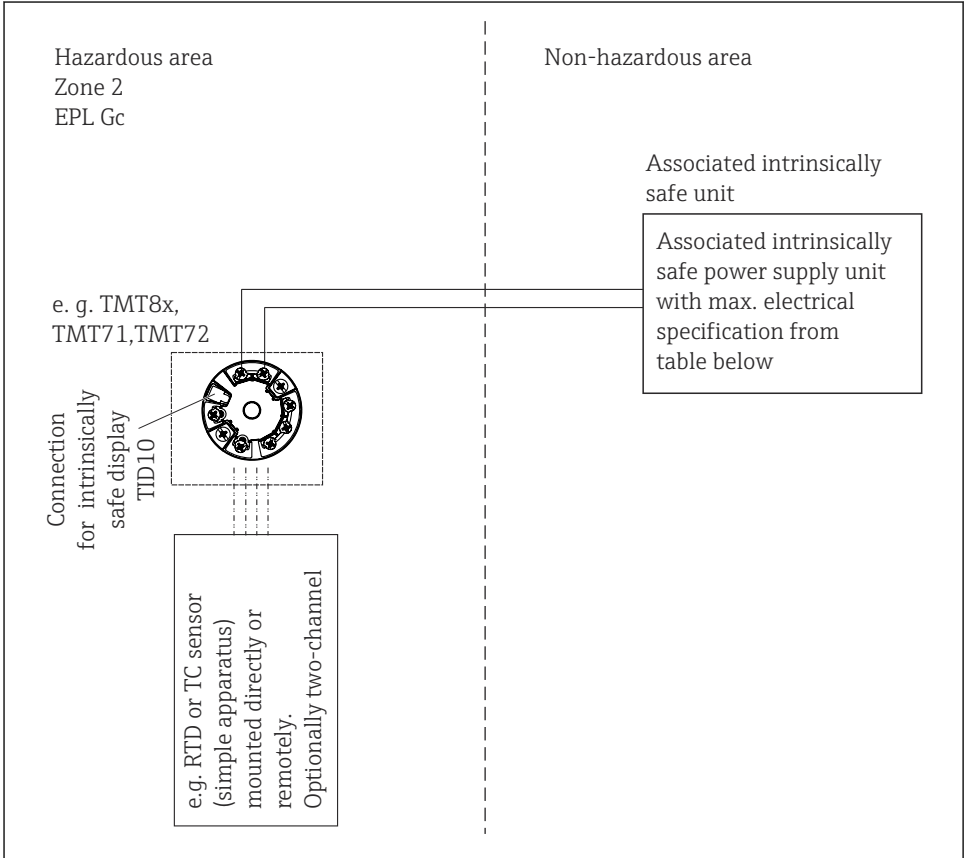 Hazardous area
Zone 2
EPL Gc
Non-hazardous area
Associated intrinsically
safe unit
Associated intrinsically
safe power supply unit
with max. electrical
specification from
table below
e. g. TMT8x,
TMT71,TMT72
Connection
for intrinsically
safe display
TID10
e.g. RTD or TC sensor
(simple apparatus)
mounted directly or
remotely.
Optionally two-channel